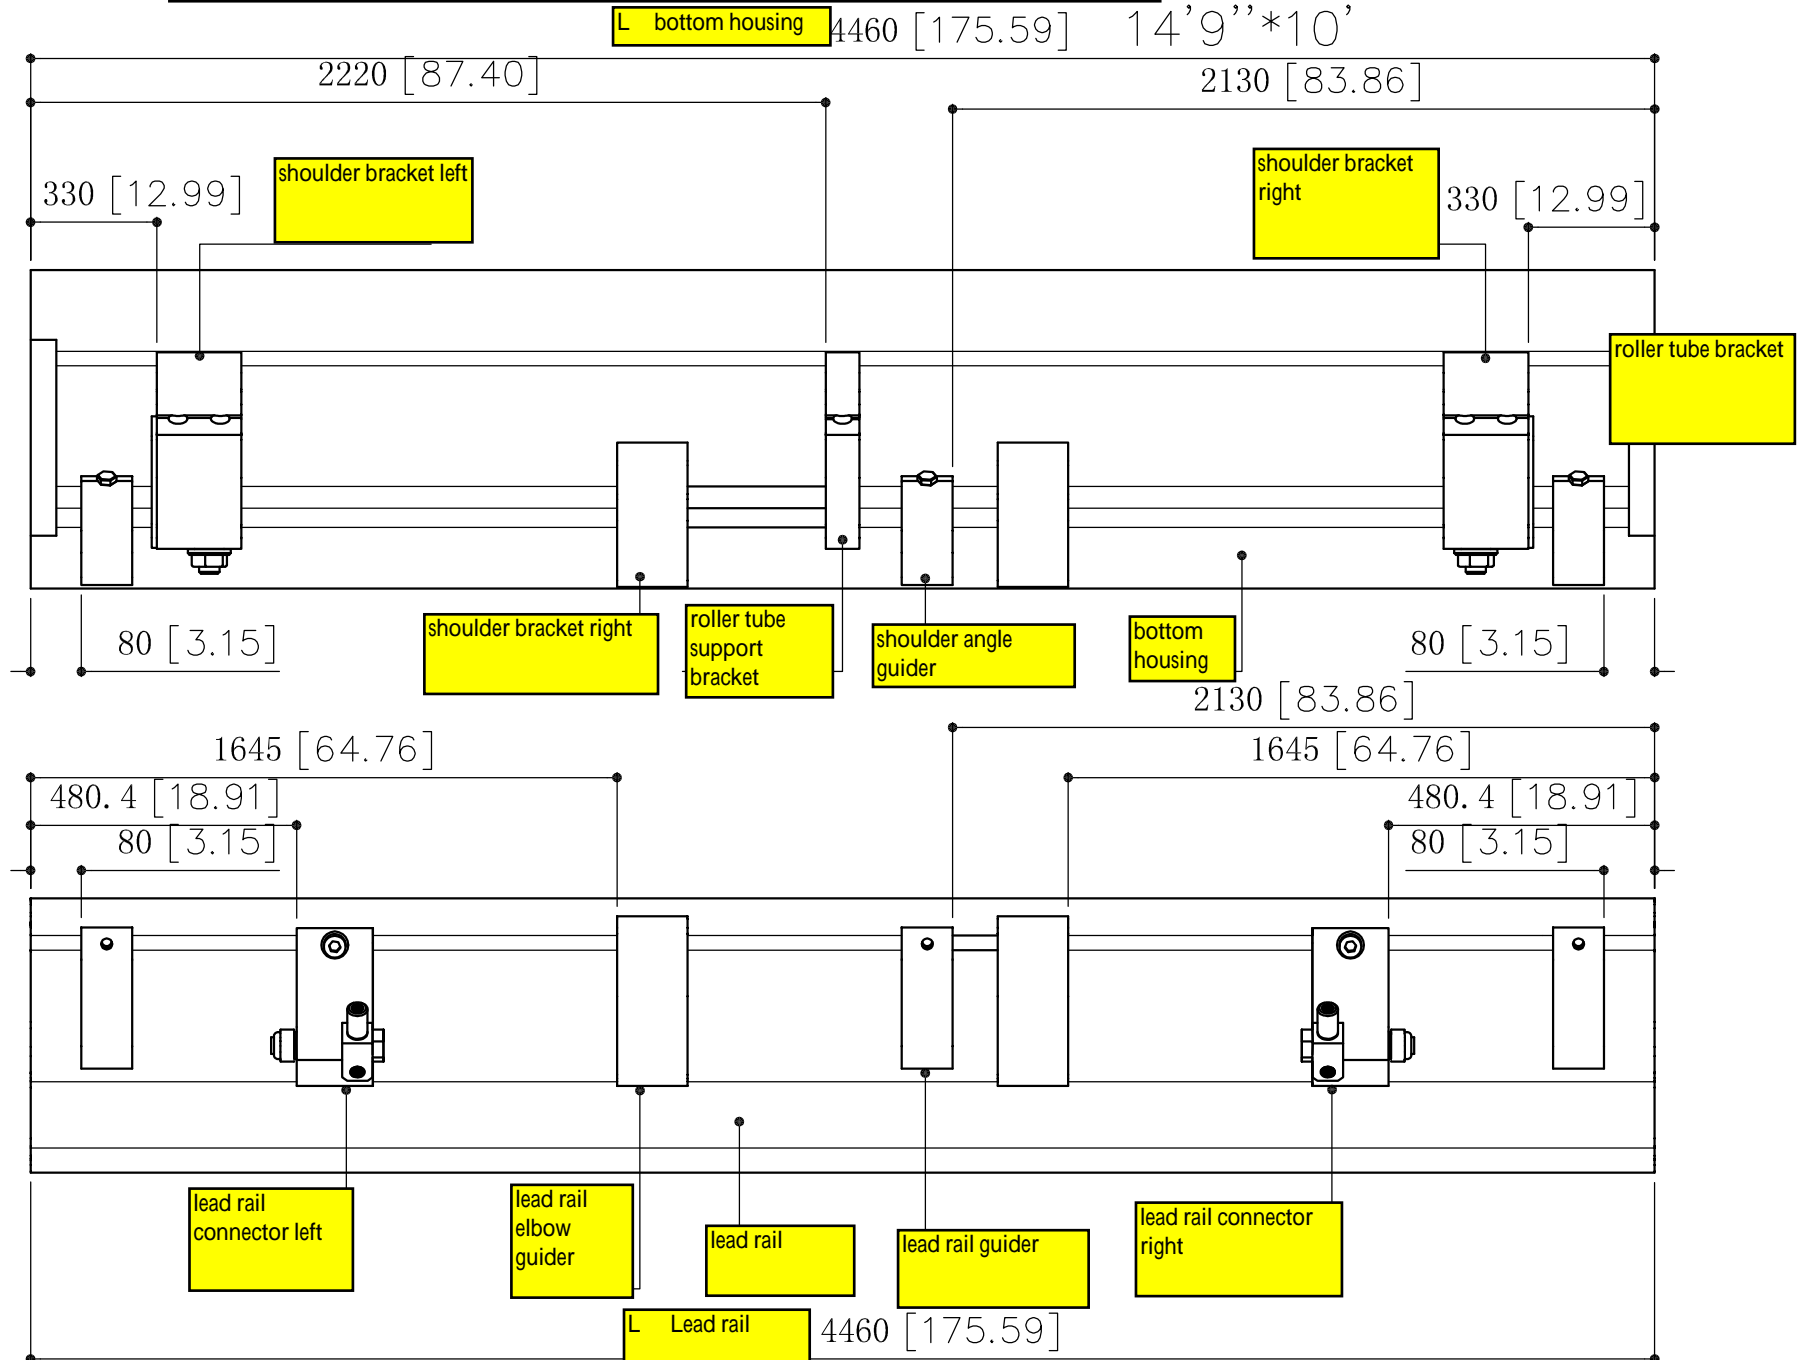 L bottom housing
4460 [175.59] 14'9''*10'
2220 [87.40]
2130 [83.86]
shoulder bracket left
shoulder bracket
right
330 [12.99]
330 [12.99]
roller tube bracket
shoulder bracket right
roller tube
support
bracket
shoulder angle
guider
bottom
housing
80 [3.15]
80 [3.15]
2130 [83.86]
1645 [64.76]
1645 [64.76]
480.4 [18.91]
480.4 [18.91]
80 [3.15]
80 [3.15]
lead rail
connector left
lead rail
elbow
guider
lead rail
lead rail guider
lead rail connector
right
L Lead rail
4460 [175.59]